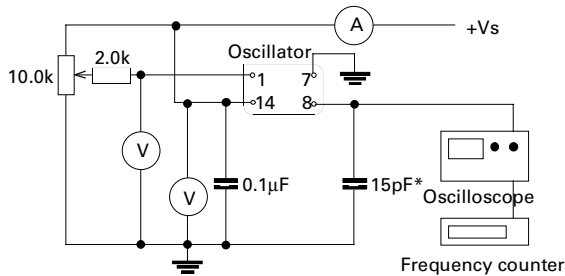 A
+Vs
Oscillator
2.0k
10.0k
1
7
14
8
V
V
0.1µF
15pF*
Oscilloscope
Frequency counter